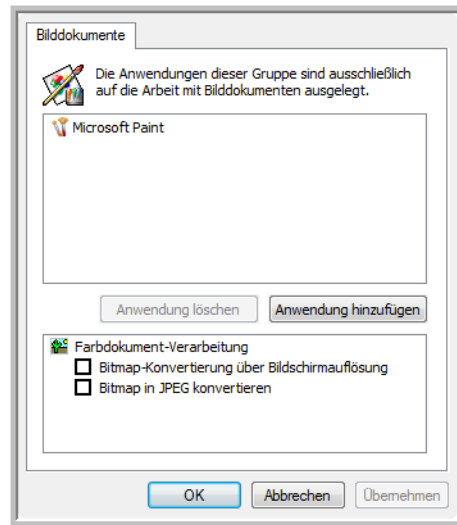 Bilddokumente
Die Anwendungen dieser Gruppe sind ausschließlich
auf die Arbeit mit Bilddokumenten ausgelegt.
Microsoft Paint
Anwendung löschen
Anwendung hinzufügen
Farbdokument-Verarbeitung
Bitmap-Konvertierung über Bildschirmauflösung
Bitmap in JPEG konvertieren
OK
Abbrechen
Übernehmen